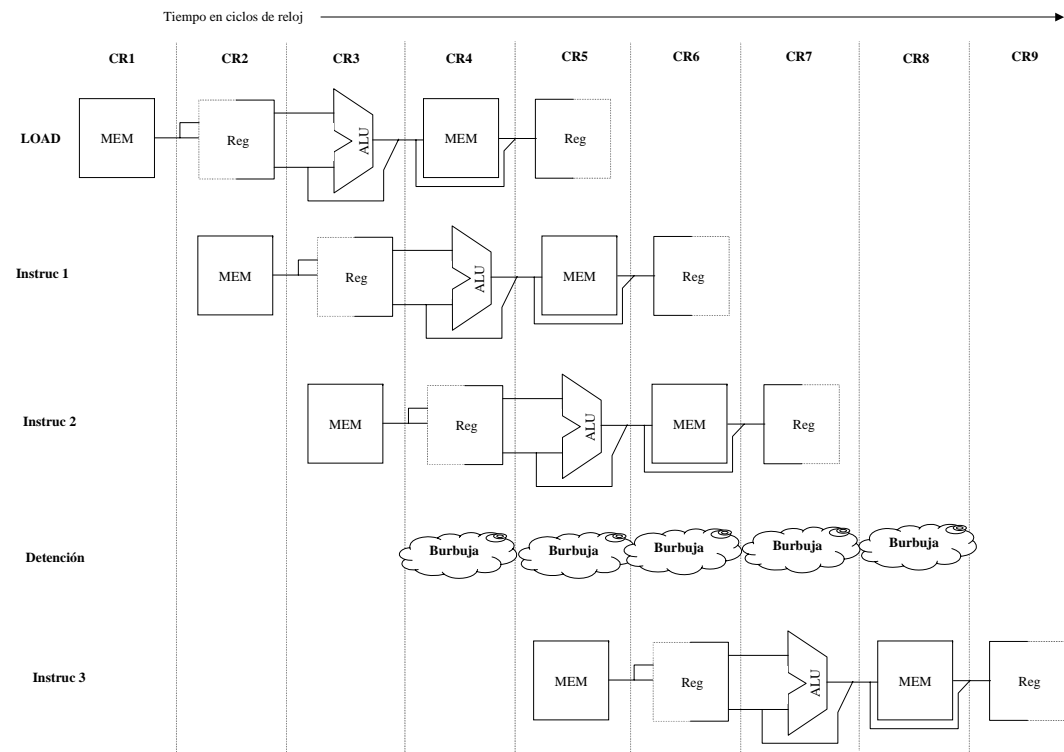 Tiempo en ciclos de reloj
CR1 CR2 CR3 CR4 CR5 CR6 CR7 CR8 CR9
LOAD MEM Reg ALU MEM Reg
Instruc 1 MEM Reg ALU MEM Reg
Instruc 2 MEM Reg ALU MEM Reg
Detención Burbuja Burbuja Burbuja Burbuja Burbuja
Instruc 3 MEM Reg ALU MEM Reg